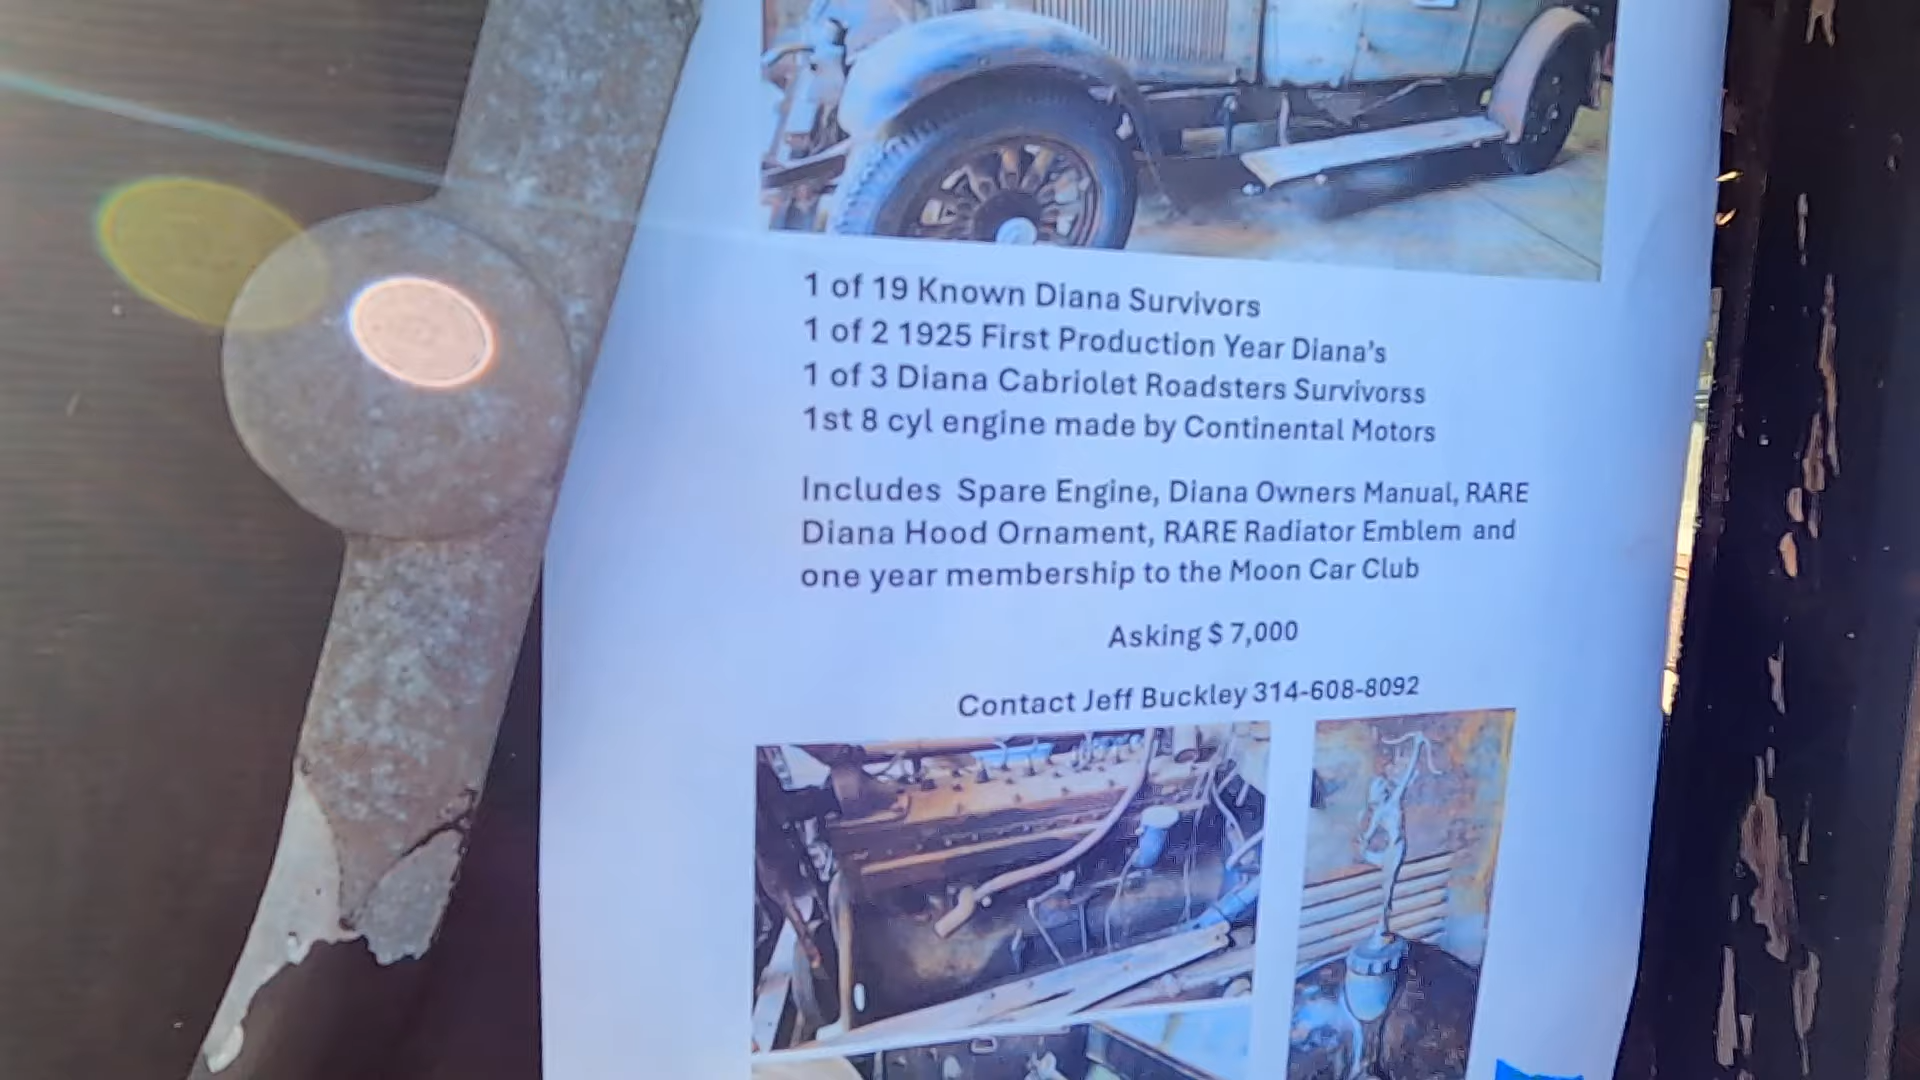 1 of 19 Known Diana Survivors
1 of 2 1925 First Production Year Diana's
1 of 3 Diana Cabriolet Roadsters Survivorss
1st 8 cyl engine made by Continental Motors
Includes Spare Engine, Diana Owners Manual, RARE
Diana Hood Ornament, RARE Radiator Emblem and
one year membership to the Moon Car Club
Asking $ 7,000
Contact Jeff Buckley 314-608-8092